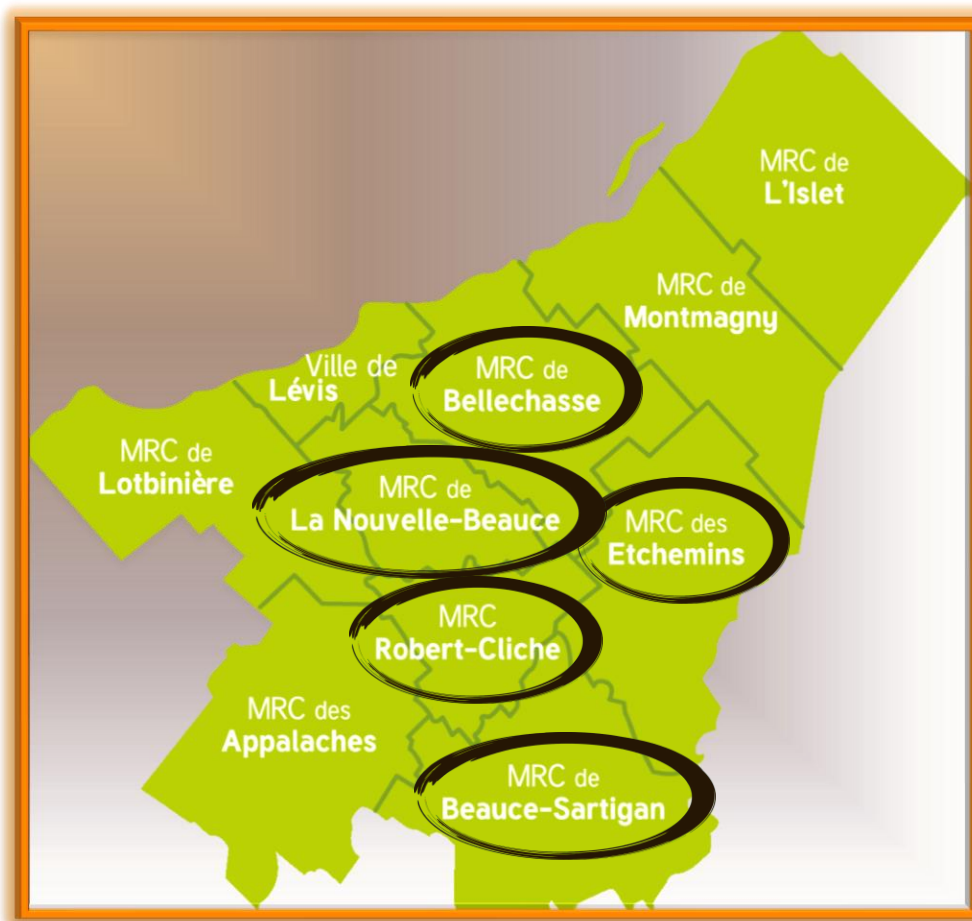 MRC de
L'Islet
MRC de
Montmagny
Ville de
Lévis
MRC de
Bellechasse
MRC de
Lotbinière
MRC de
La Nouvelle-Beauce
MRC des
Etchemins
MRC
Robert-Cliche
MRC des
Appalaches
MRC de
Beauce-Sartigan